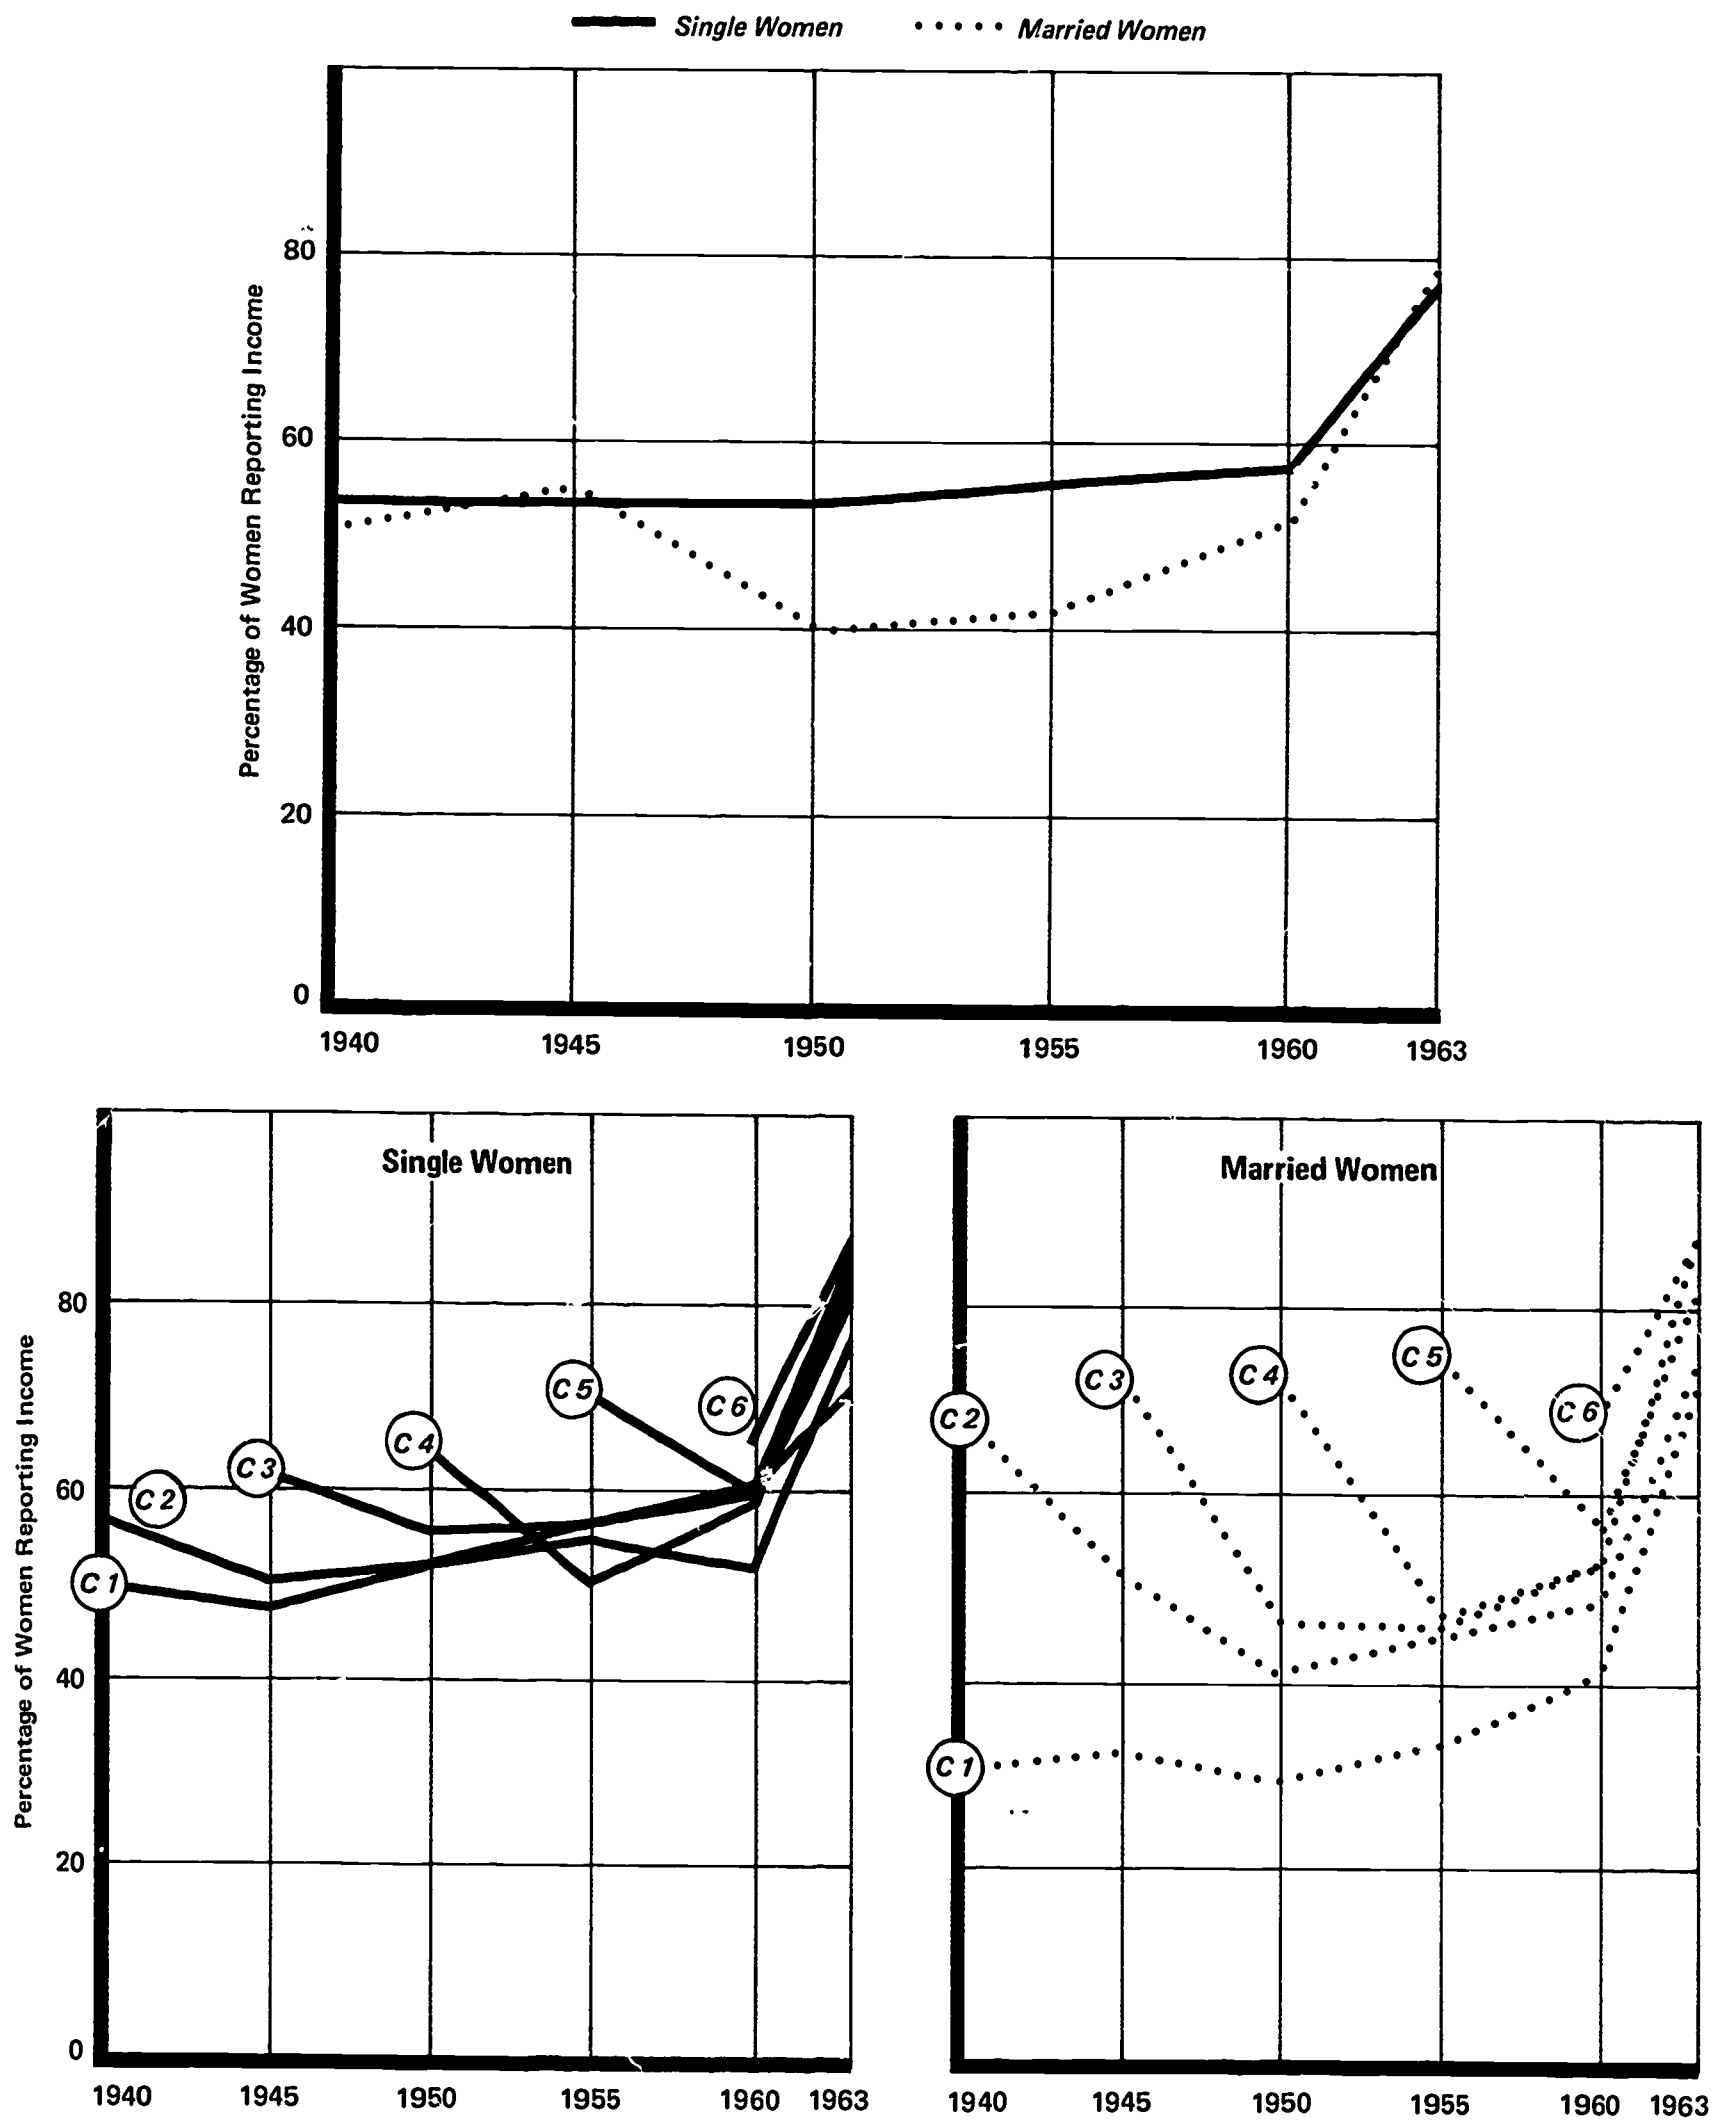 Single Women Married Women
Percentage of Women Reporting Income
80
60
40
20
0
1940 1945 1950 1955 1960 1963
Single Women
Percentage of Women Reporting Income
80
60
40
20
0
C 1
C 2
C 3
C 4
C 5
C 6
1940 1945 1950 1955 1960 1963
Married Women
C 2
C 3
C 4
C 5
C 6
C 1
1940 1945 1950 1955 1960 1963